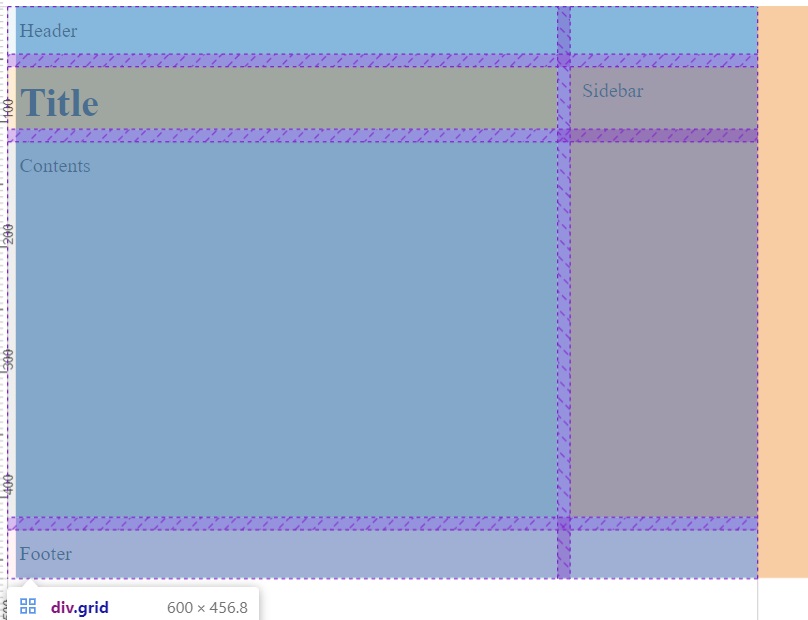 Header
Title
Sidebar
Contents
Footer
100
200
300
400
div.grid 600 × 456.8